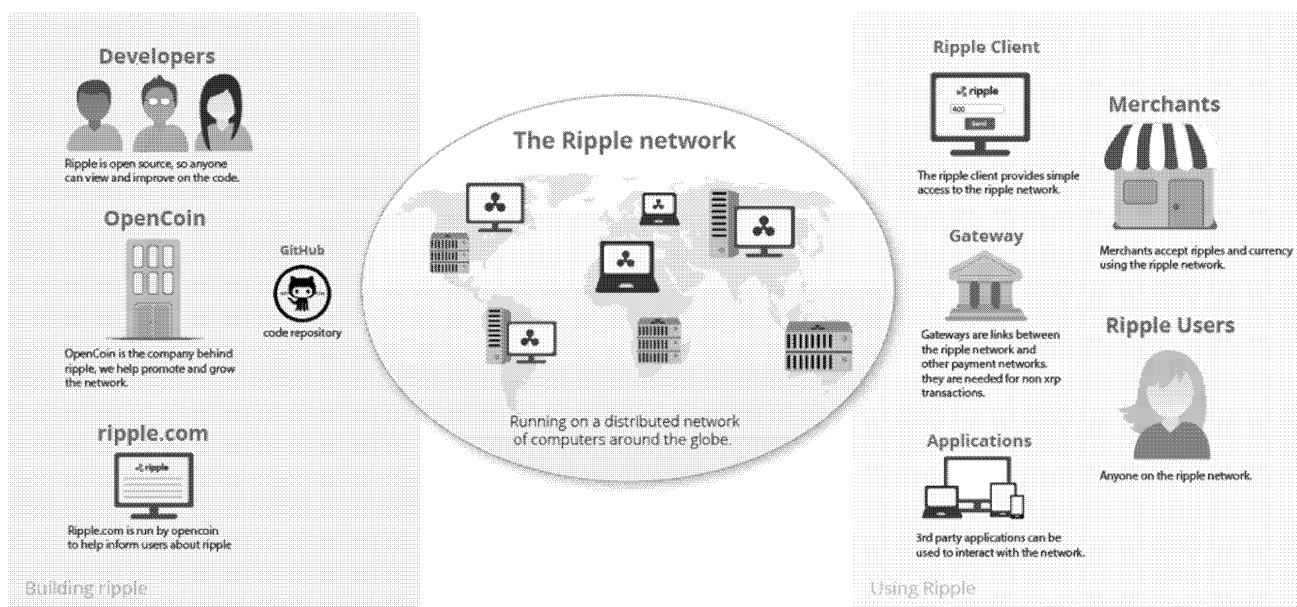 Developers
Ripple is open source, so anyone
can view and improve on the code.
OpenCoin
OpenCoin is the company behind
ripple, we help promote and grow
the network.
GitHub
code repository
ripple.com
ripple
Ripple.com is run by opencoin
to help inform users about ripple
Building ripple
The Ripple network
Running on a distributed network
of computers around the globe.
Ripple Client
ripple
400
Send
The ripple client provides simple
access to the ripple network.
Gateway
Gateways are links between
the ripple network and
other payment networks.
they are needed for non xrp
transactions.
Applications
3rd party applications can be
used to interact with the network.
Merchants
Merchants accept ripples and currency
using the ripple network.
Ripple Users
Anyone on the ripple network.
Using Ripple